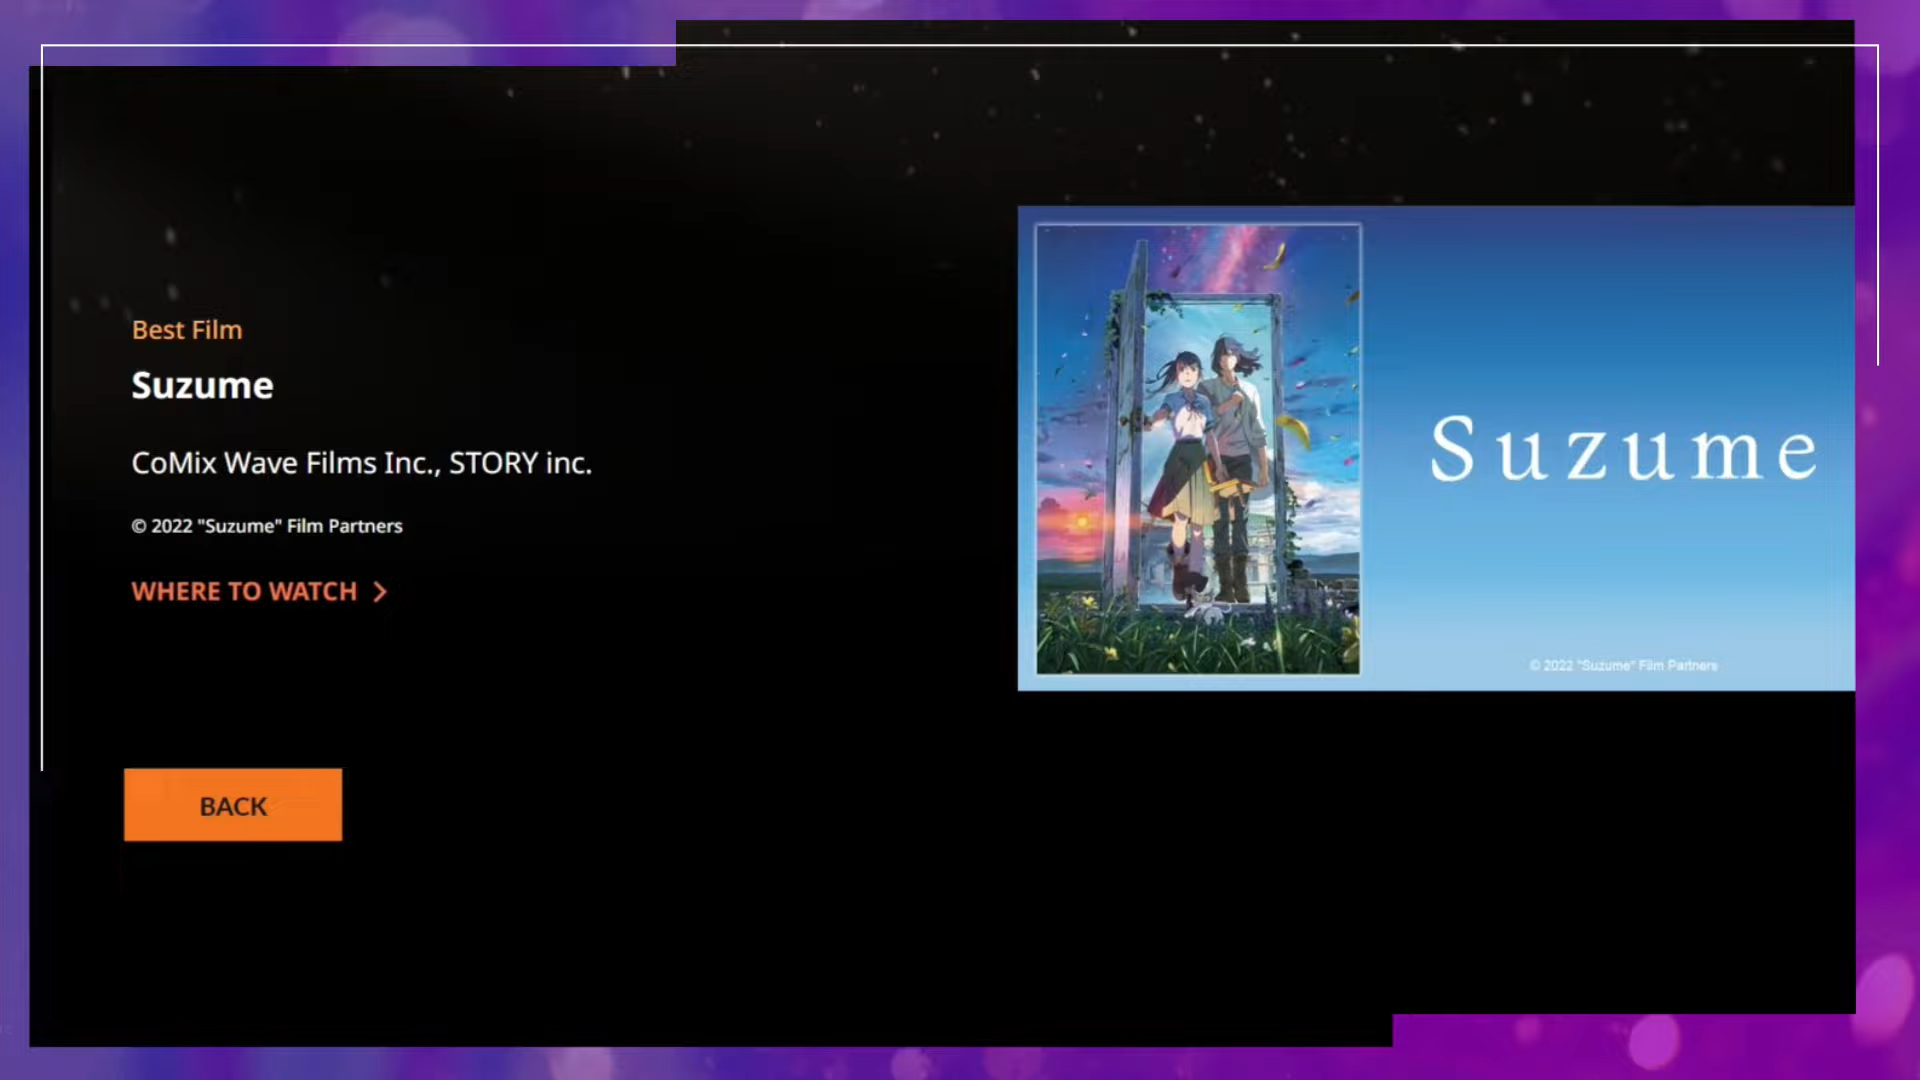 Best Film
Suzume
CoMix Wave Films Inc., STORY inc.
© 2022 "Suzume" Film Partners
WHERE TO WATCH
BACK
Suzume
© 2022 "Suzume" Film Partners